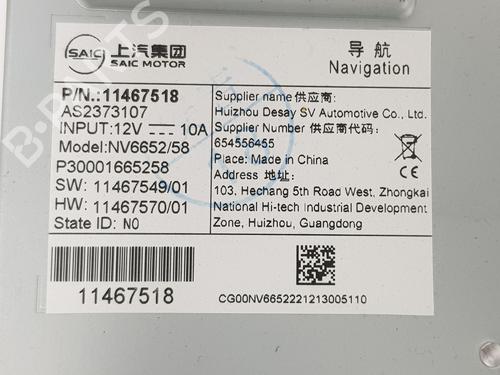 SAIC 上汽集团
SAIC MOTOR
导航
Navigation
P/N.:11467518
AS2373107
INPUT:12V ⎓ 10A
Model:NV6652/58
P30001665258
SW: 11467549/01
HW: 11467570/01
State ID: NO
Supplier name 供应商:
Huizhou Desay SV Automotive Co., Ltd.
Supplier Number 供应商代码:
654556455
Place: Made in China
Address 地址:
103, Hechang 5th Road West, Zhongkai
National Hi-tech Industrial Development
Zone, Huizhou, Guangdong
11467518
CG00NV6652221213005110
B-PARTS